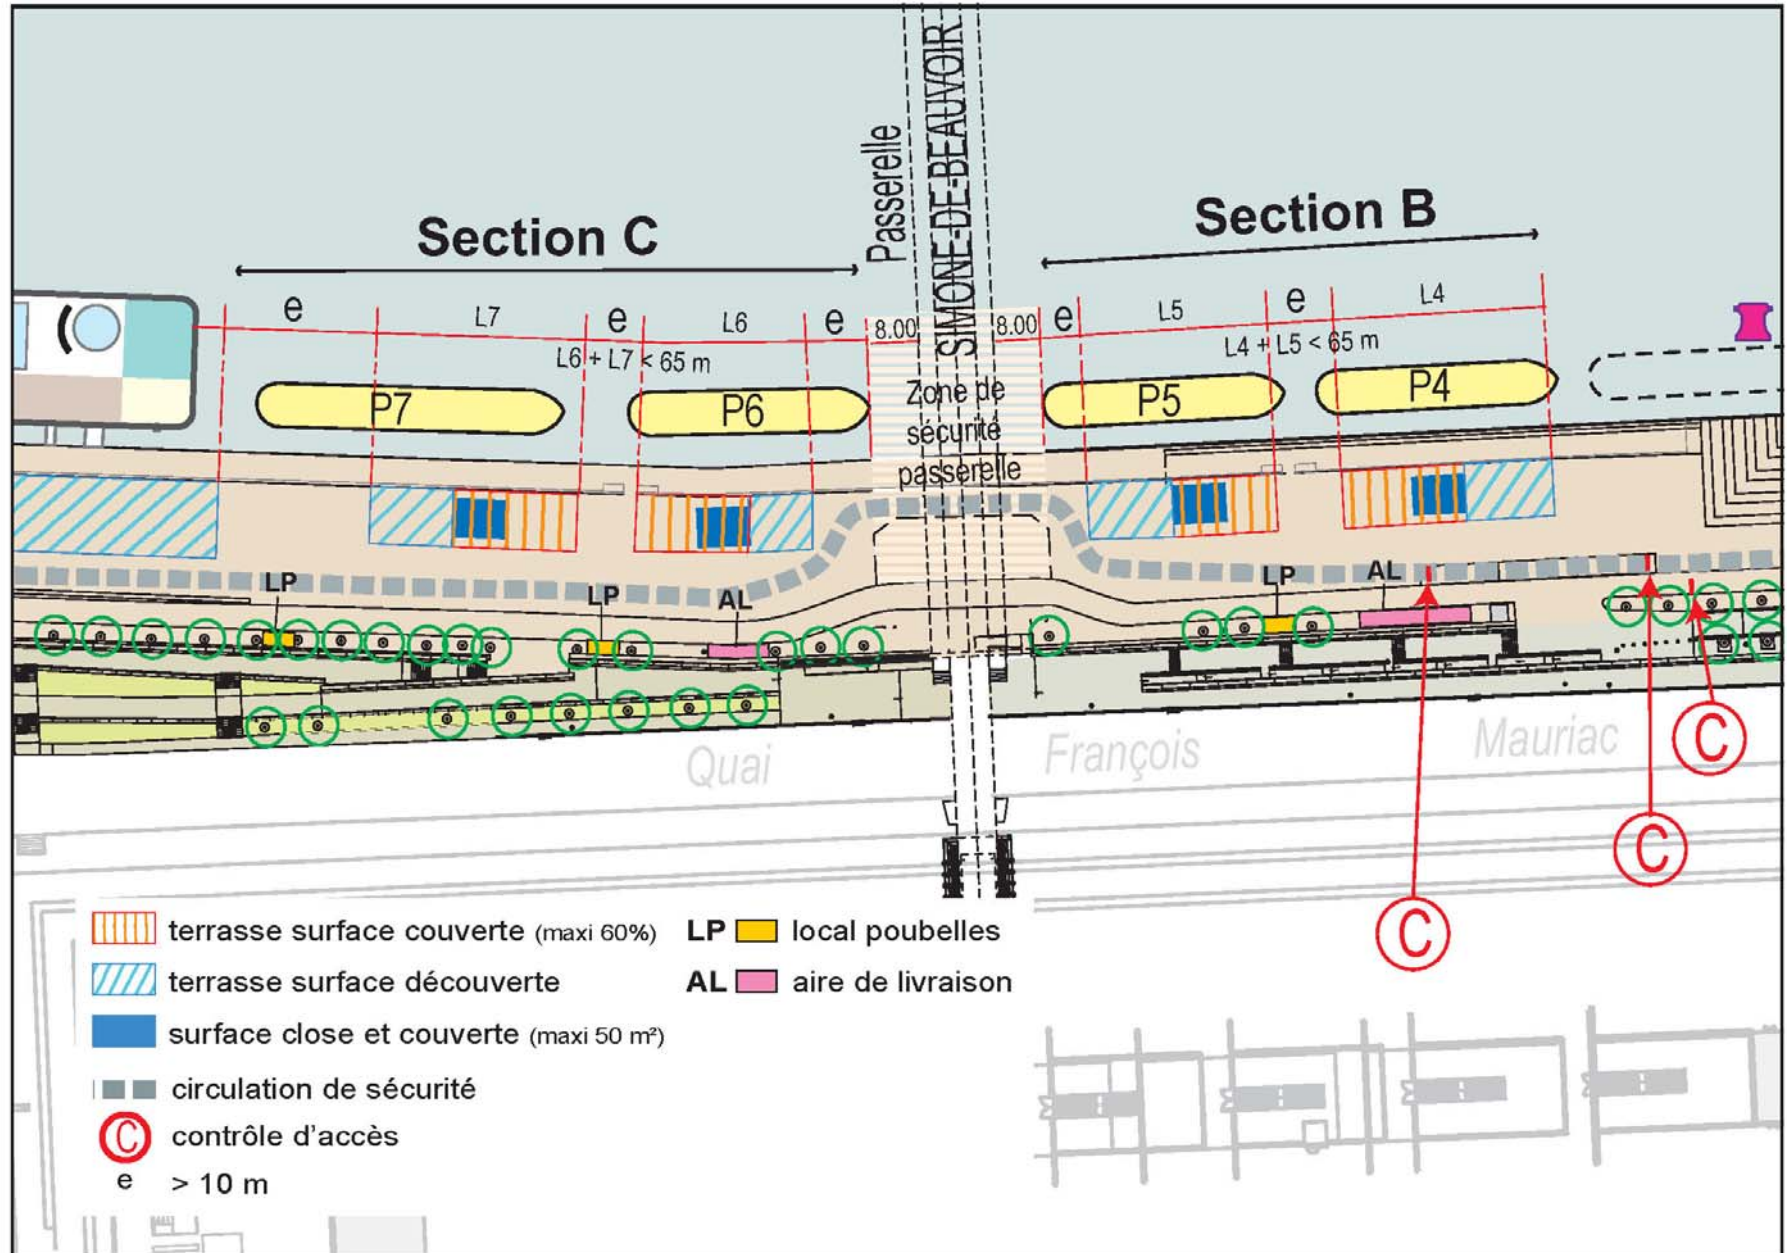 Passerelle
SIMONE-DE-BEAUVOIR
Section C
Section B
e
L7
e
L6
e
8.00
8.00
e
L5
e
L4
L6 + L7 < 65 m
L4 + L5 < 65 m
P7
P6
P5
P4
Zone de
sécurité
passerelle
LP
LP
AL
LP
AL
Quai
François
Mauriac
C
C
C
terrasse surface couverte (maxi 60%)
LP local poubelles
terrasse surface découverte
AL aire de livraison
surface close et couverte (maxi 50 m²)
circulation de sécurité
C contrôle d'accès
e > 10 m